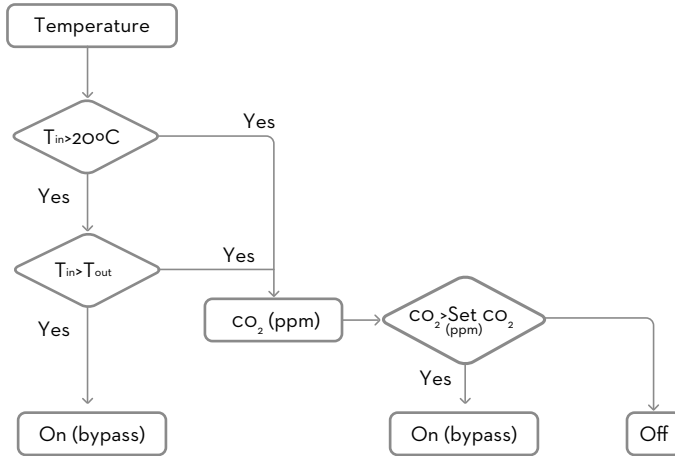 Temperature
Yes
Tin>20ºC
Yes
Yes
Tin>Tout
CO₂ (ppm)
CO₂>Set CO₂
(ppm)
Yes
Yes
On (bypass)
On (bypass)
Off